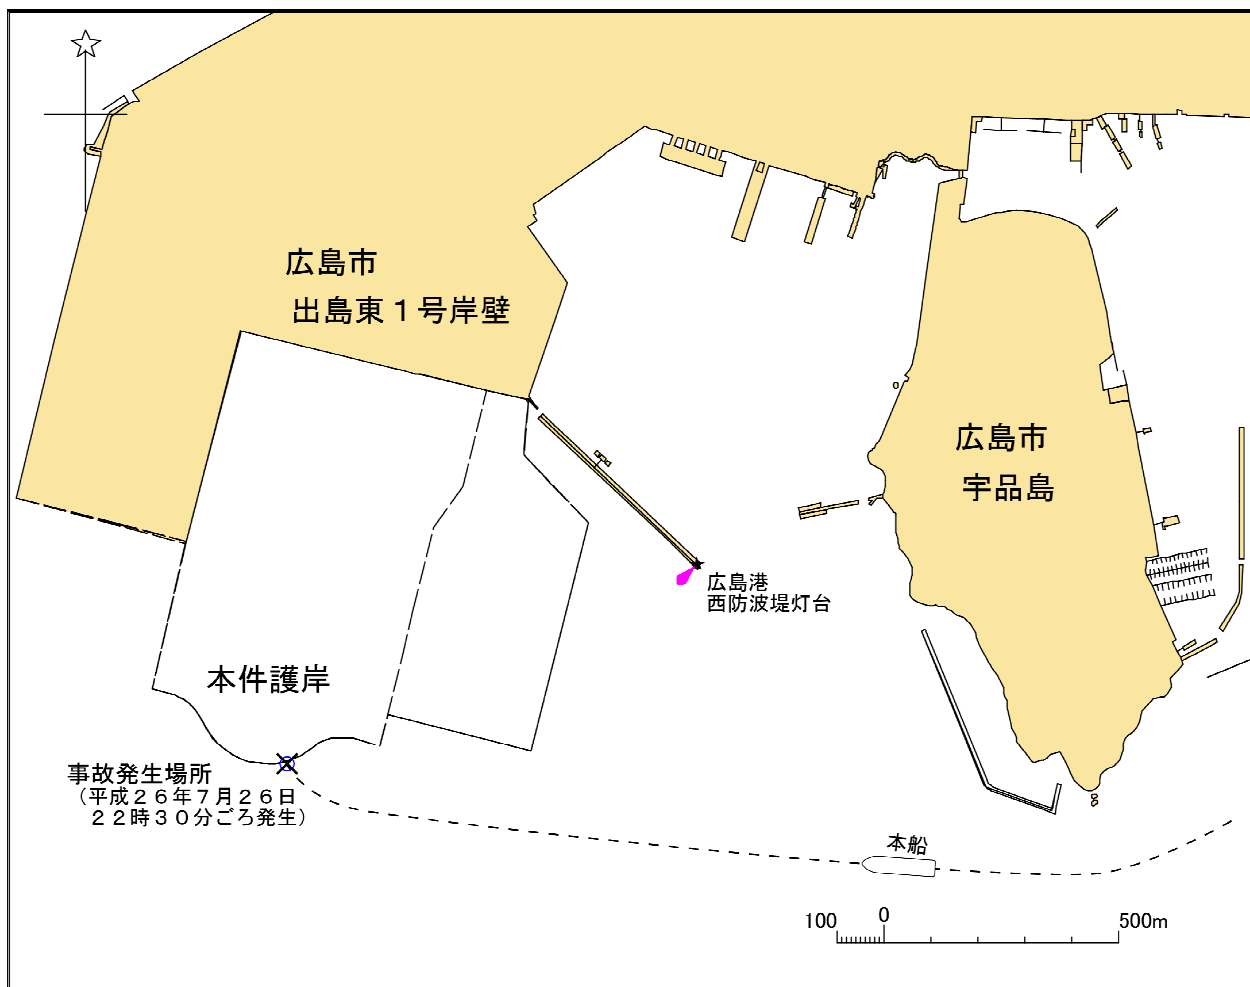 広島市
出島東１号岸壁
広島市
宇品島
広島港
西防波堤灯台
本件護岸
事故発生場所
（平成２６年７月２６日
２２時３０分ごろ発生）
本船
100 0 500m